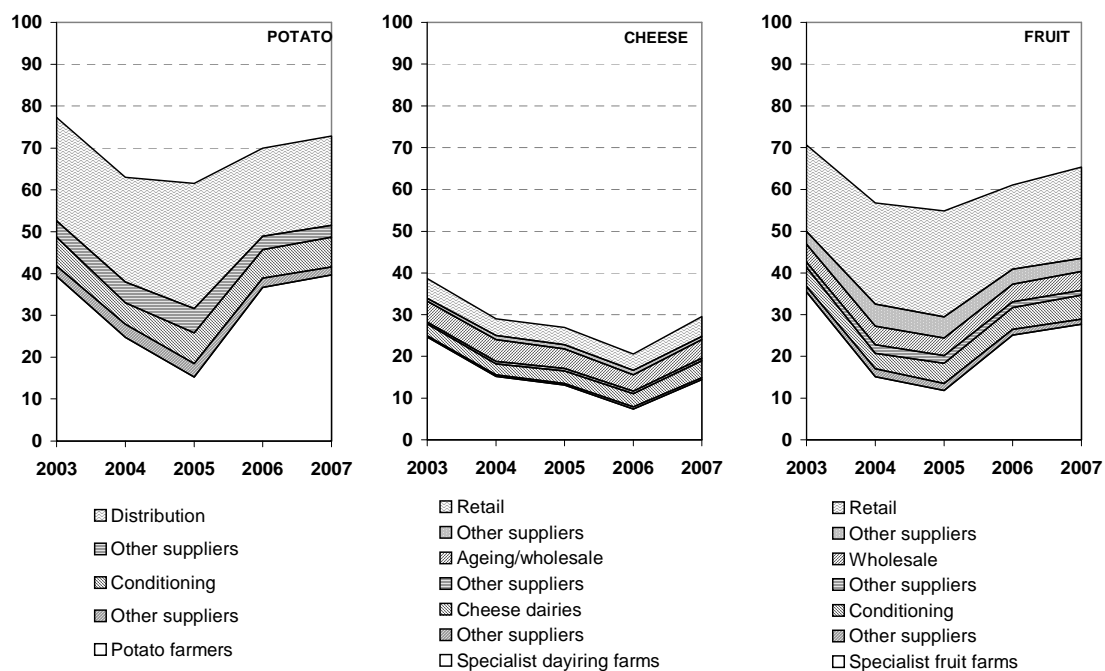 POTATO
100
90
80
70
60
50
40
30
20
10
0
2003 2004 2005 2006 2007
Distribution
Other suppliers
Conditioning
Other suppliers
Potato farmers
CHEESE
100
90
80
70
60
50
40
30
20
10
0
2003 2004 2005 2006 2007
Retail
Other suppliers
Ageing/wholesale
Other suppliers
Cheese dairies
Other suppliers
Specialist dayiring farms
FRUIT
100
90
80
70
60
50
40
30
20
10
0
2003 2004 2005 2006 2007
Retail
Other suppliers
Wholesale
Other suppliers
Conditioning
Other suppliers
Specialist fruit farms